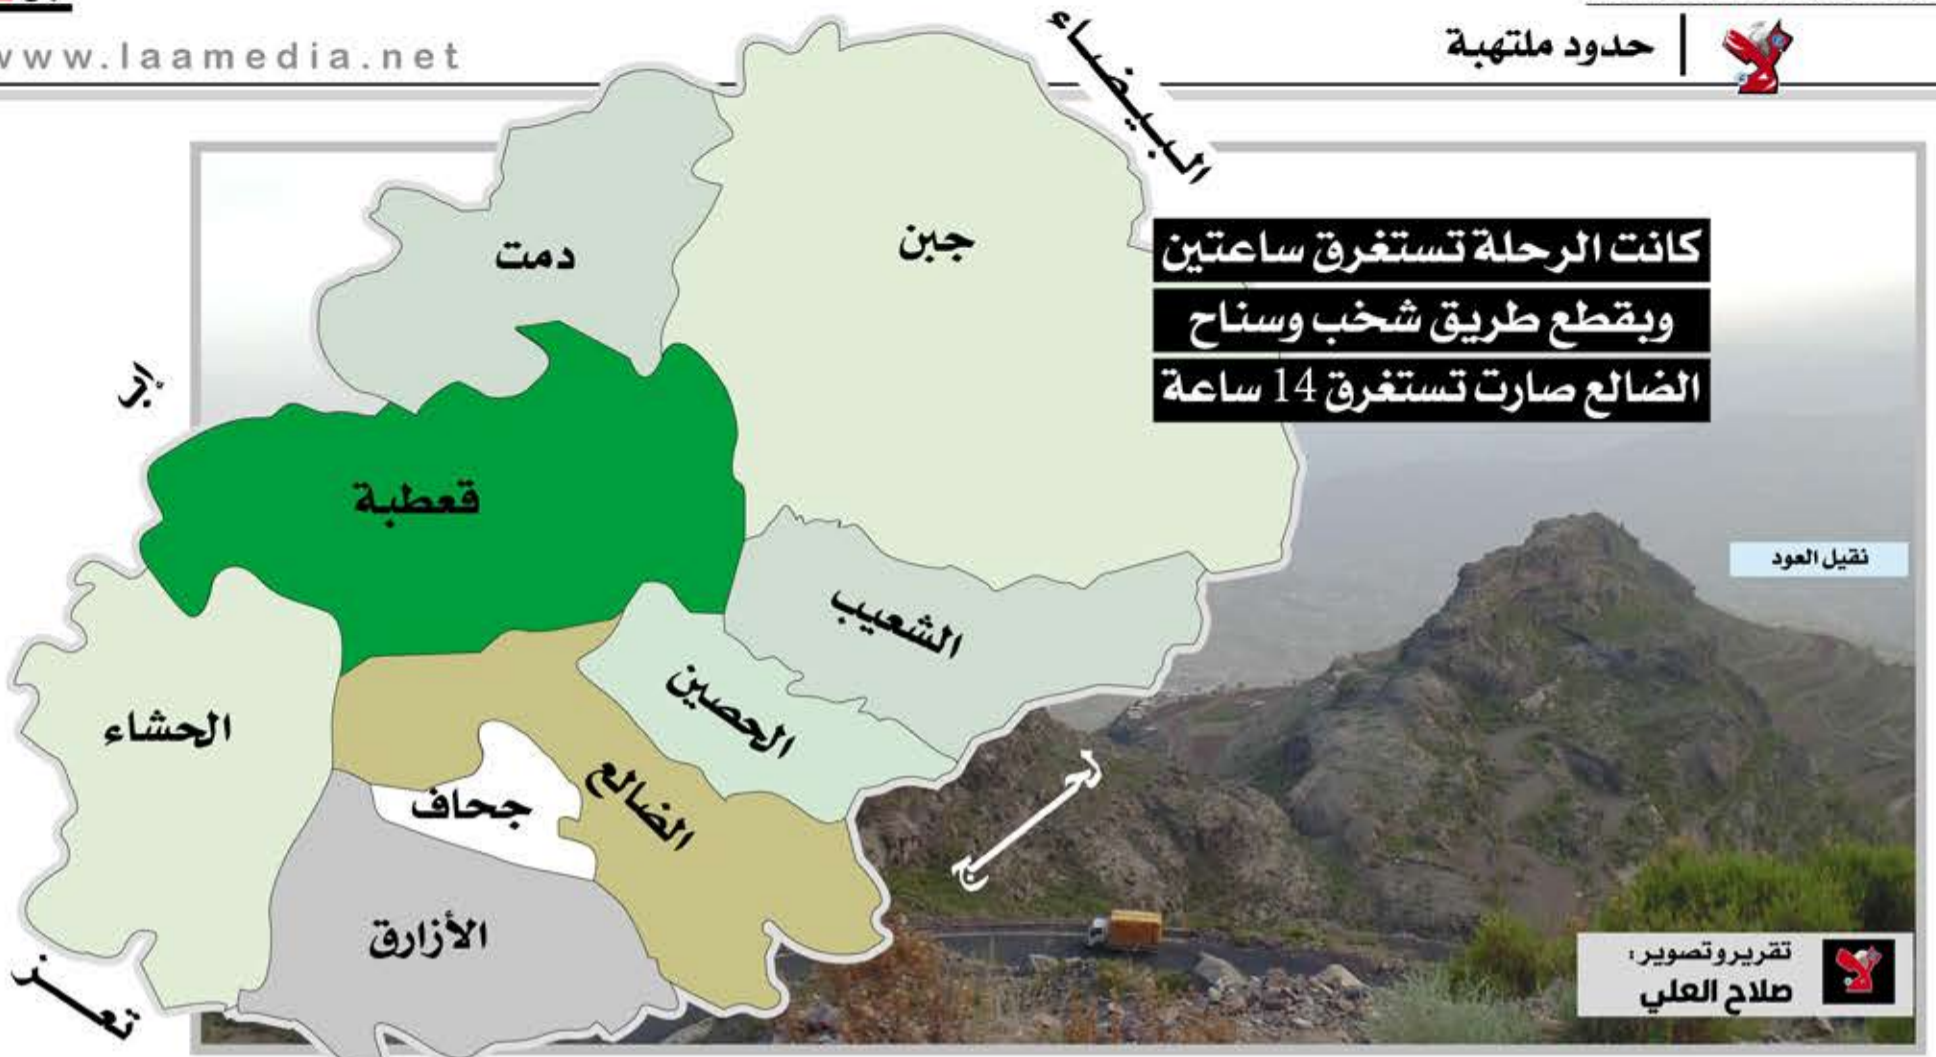 حدود ملتهبة
www.laamedia.net
البيضاء
كانت الرحلة تستغرق ساعتين
وبقطع طريق شخب وسناح
الضالع صارت تستغرق 14 ساعة
جبن
دمت
إب
قعطبة
نقيل العود
الشعيب
الحصين
الحشاء
الضالع
جحاف
لحج
الأزارق
تعز
تقرير وتصوير:
صلاح العلي